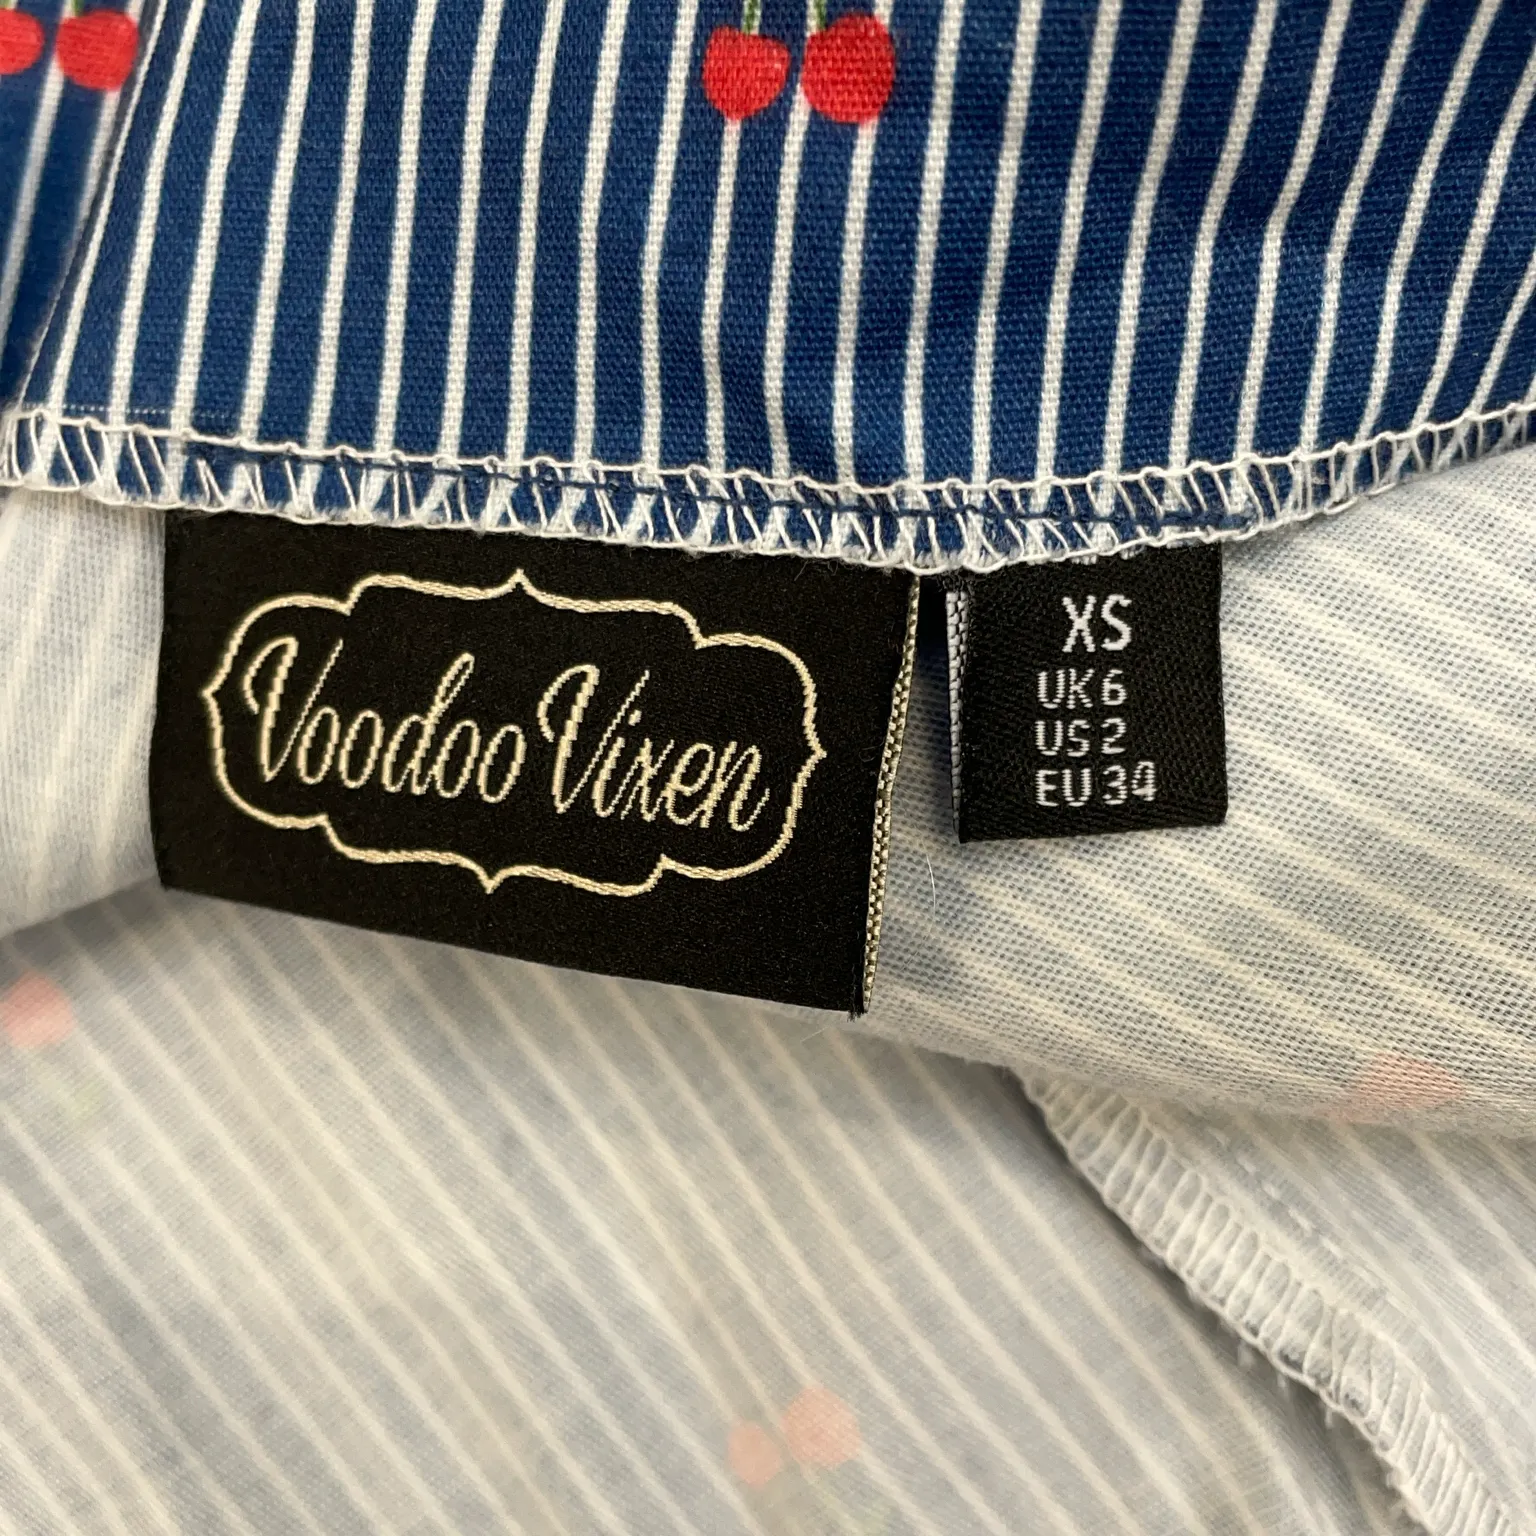 Voodoo Vixen
XS
UK 6
US 2
EU 34